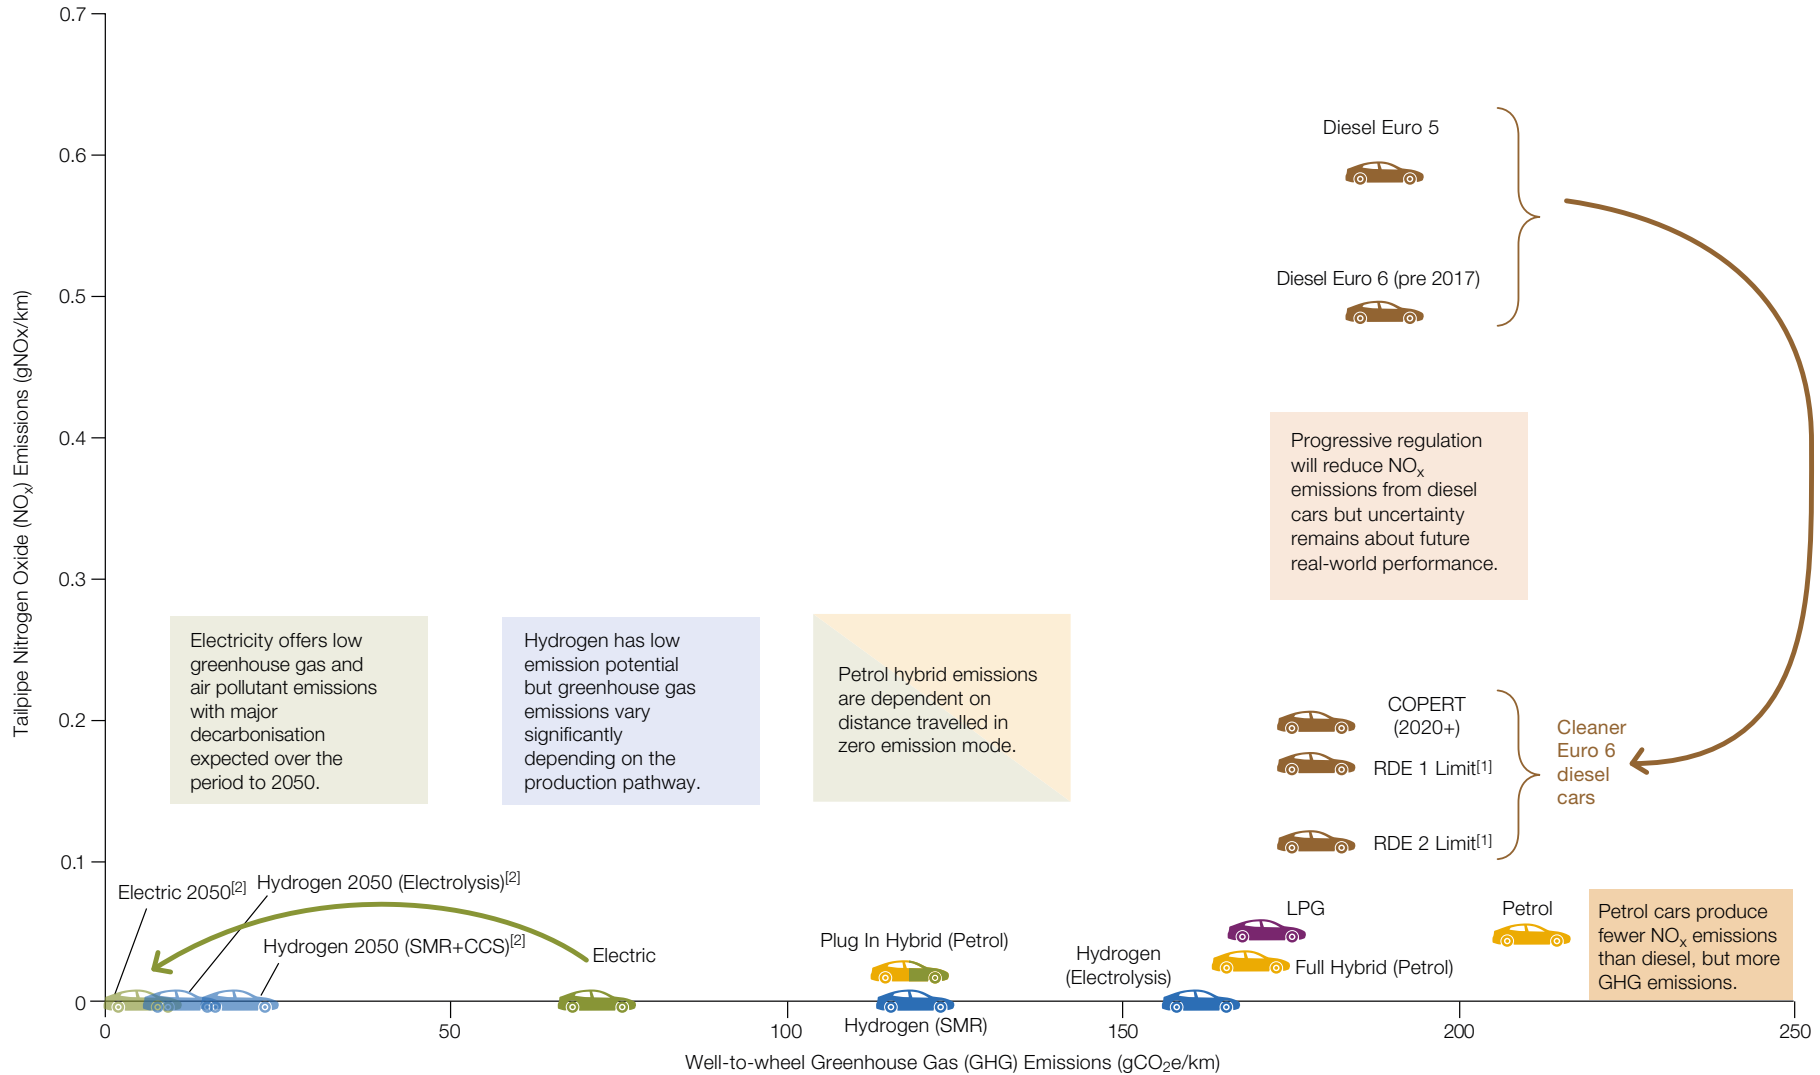 0.7
0.6
0.5
0.4
0.3
0.2
0.1
0
Tailpipe Nitrogen Oxide (NOₓ) Emissions (gNOx/km)
Diesel Euro 5
Diesel Euro 6 (pre 2017)
Progressive regulation
will reduce NOₓ
emissions from diesel
cars but uncertainty
remains about future
real-world performance.
Electricity offers low
greenhouse gas and
air pollutant emissions
with major
decarbonisation
expected over the
period to 2050.
Hydrogen has low
emission potential
but greenhouse gas
emissions vary
significantly
depending on the
production pathway.
Petrol hybrid emissions
are dependent on
distance travelled in
zero emission mode.
COPERT
(2020+)
RDE 1 Limit[1]
RDE 2 Limit[1]
Cleaner
Euro 6
diesel
cars
Electric 2050[2]
Hydrogen 2050 (Electrolysis)[2]
Hydrogen 2050 (SMR+CCS)[2]
Electric
Plug In Hybrid (Petrol)
Hydrogen (SMR)
Hydrogen
(Electrolysis)
LPG
Full Hybrid (Petrol)
Petrol
Petrol cars produce
fewer NOₓ emissions
than diesel, but more
GHG emissions.
0
50
100
150
200
250
Well-to-wheel Greenhouse Gas (GHG) Emissions (gCO₂e/km)